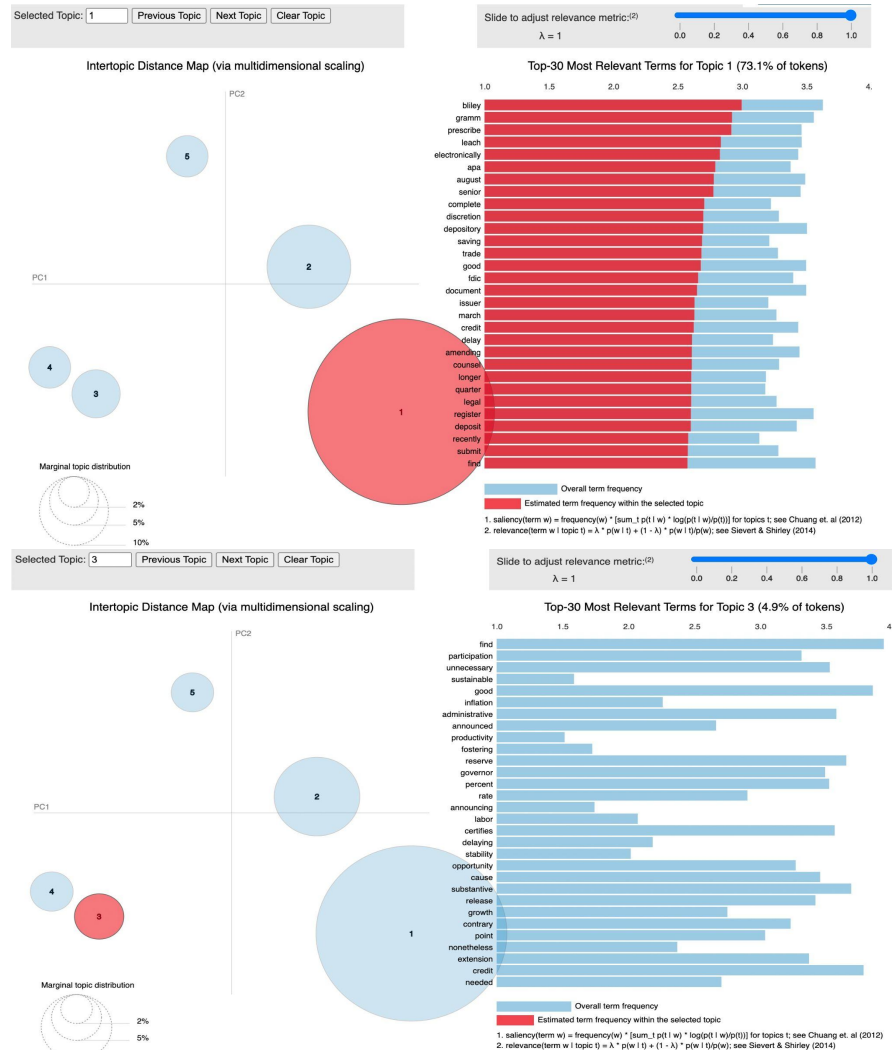 Selected Topic: 1 Previous Topic Next Topic Clear Topic
Slide to adjust relevance metric:(2)
λ = 1
0.0 0.2 0.4 0.6 0.8 1.0
Intertopic Distance Map (via multidimensional scaling)
PC2
PC1
5
2
4
3
1
Marginal topic distribution
2%
5%
10%
Top-30 Most Relevant Terms for Topic 1 (73.1% of tokens)
1.0 1.5 2.0 2.5 3.0 3.5 4.
bliley
gramm
prescribe
leach
electronically
apa
august
senior
complete
discretion
depository
saving
trade
good
fdic
document
issuer
march
credit
delay
amending
counsel
longer
quarter
legal
register
deposit
recently
submit
find
Overall term frequency
Estimated term frequency within the selected topic
1. saliency(term w) = frequency(w) * [sum_t p(t | w) * log(p(t | w)/p(t))] for topics t; see Chuang et. al (2012)
2. relevance(term w | topic t) = λ * p(w | t) + (1 - λ) * p(w | t)/p(w); see Sievert & Shirley (2014)
Selected Topic: 3 Previous Topic Next Topic Clear Topic
Slide to adjust relevance metric:(2)
λ = 1
0.0 0.2 0.4 0.6 0.8 1.0
Intertopic Distance Map (via multidimensional scaling)
PC2
PC1
5
2
4
3
1
Marginal topic distribution
2%
5%
Top-30 Most Relevant Terms for Topic 3 (4.9% of tokens)
1.0 1.5 2.0 2.5 3.0 3.5 4
find
participation
unnecessary
sustainable
good
inflation
administrative
announced
productivity
fostering
reserve
governor
percent
rate
announcing
labor
certifies
delaying
stability
opportunity
cause
substantive
release
growth
contrary
point
nonetheless
extension
credit
needed
Overall term frequency
Estimated term frequency within the selected topic
1. saliency(term w) = frequency(w) * [sum_t p(t | w) * log(p(t | w)/p(t))] for topics t; see Chuang et. al (2012)
2. relevance(term w | topic t) = λ * p(w | t) + (1 - λ) * p(w | t)/p(w); see Sievert & Shirley (2014)